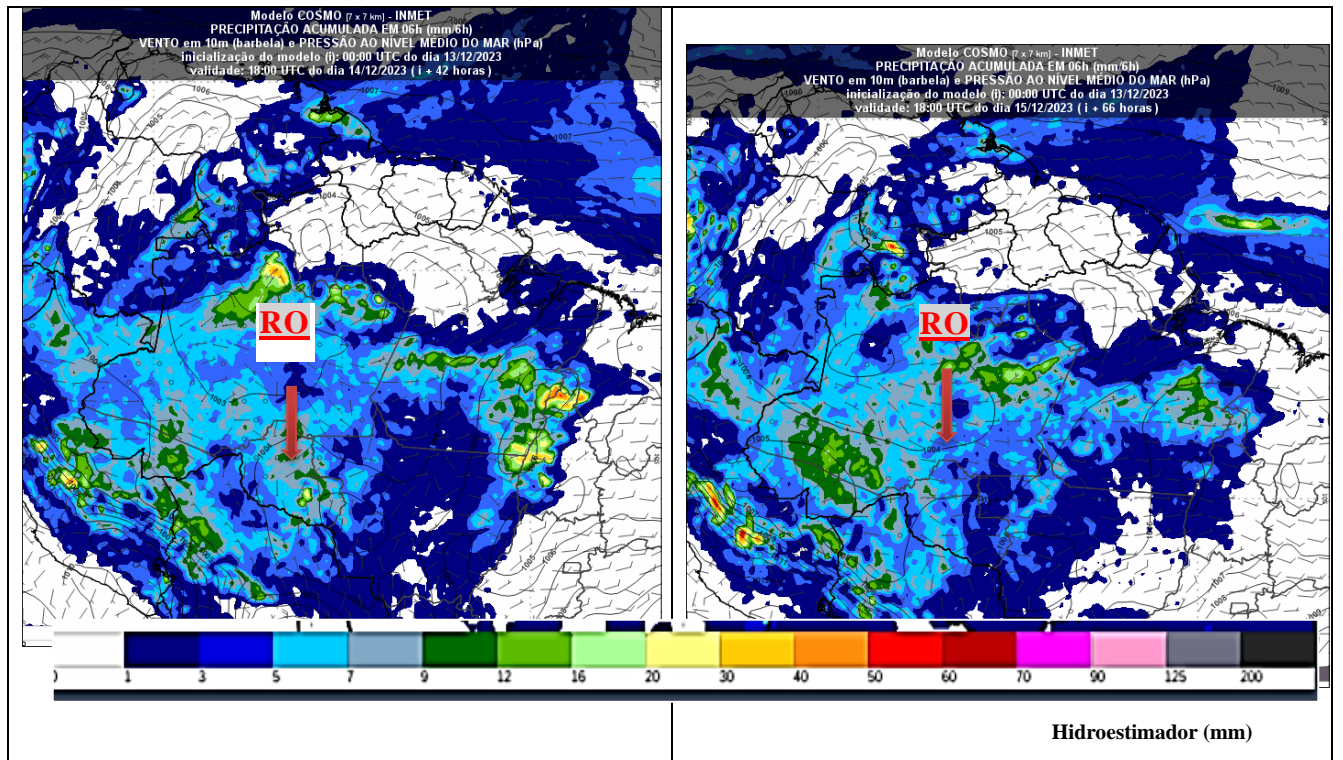 Modelo COSMO [7 x 7 km] - INMET
PRECIPITAÇÃO ACUMULADA EM 06h (mm/6h)
VENTO em 10m (barbela) e PRESSÃO AO NÍVEL MÉDIO DO MAR (hPa)
inicialização do modelo (i): 00:00 UTC do dia 13/12/2023
validade: 18:00 UTC do dia 14/12/2023 ( i + 42 horas )
RO
Modelo COSMO [7 x 7 km] - INMET
PRECIPITAÇÃO ACUMULADA EM 06h (mm/6h)
VENTO em 10m (barbela) e PRESSÃO AO NÍVEL MÉDIO DO MAR (hPa)
inicialização do modelo (i): 00:00 UTC do dia 13/12/2023
validade: 18:00 UTC do dia 15/12/2023 ( i + 66 horas )
RO
0 1 3 5 7 9 12 16 20 30 40 50 60 70 90 125 200
Hidroestimador (mm)